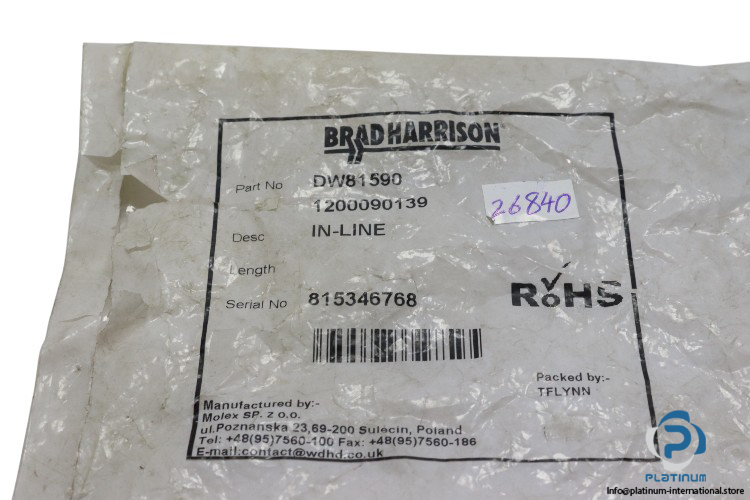 BRADHARRISON
Part No DW81590
1200090139
26840
Desc IN-LINE
Length
Serial No 815346768
RoHS
Packed by:-
TFLYNN
Manufactured by:-
Molex SP. z o.o.
ul.Poznanska 23,69-200 Sulecin, Poland
Tel: +48(95)7560-100 Fax: +48(95)7560-186
E-mail:contact@wdhd.co.uk
PLATINUM
info@platinum-international.store